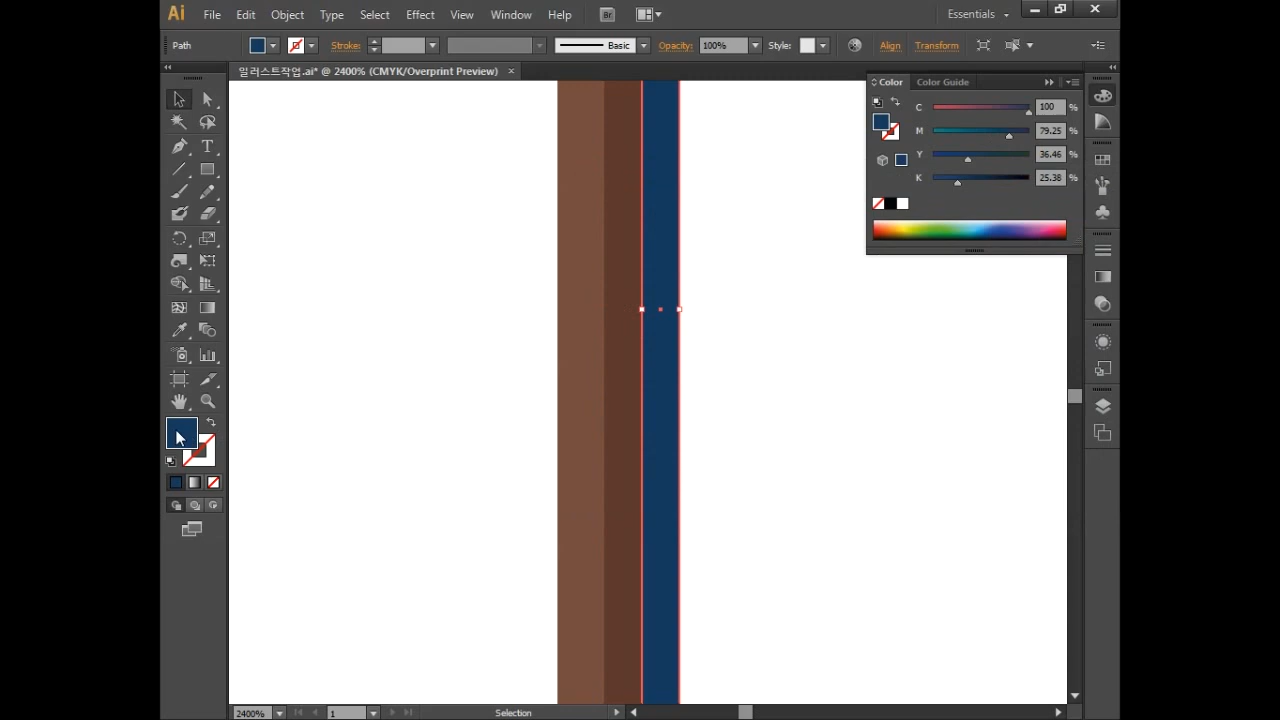 Ai File Edit Object Type Select Effect View Window Help Br Essentials
Path Stroke: Basic Opacity: 100% Style: Align Transform
일러스트작업.ai* @ 2400% (CMYK/Overprint Preview) ×
Color Color Guide
C 100 %
M 79.25 %
Y 36.46 %
K 25.38 %
T
2400% 1 Selection